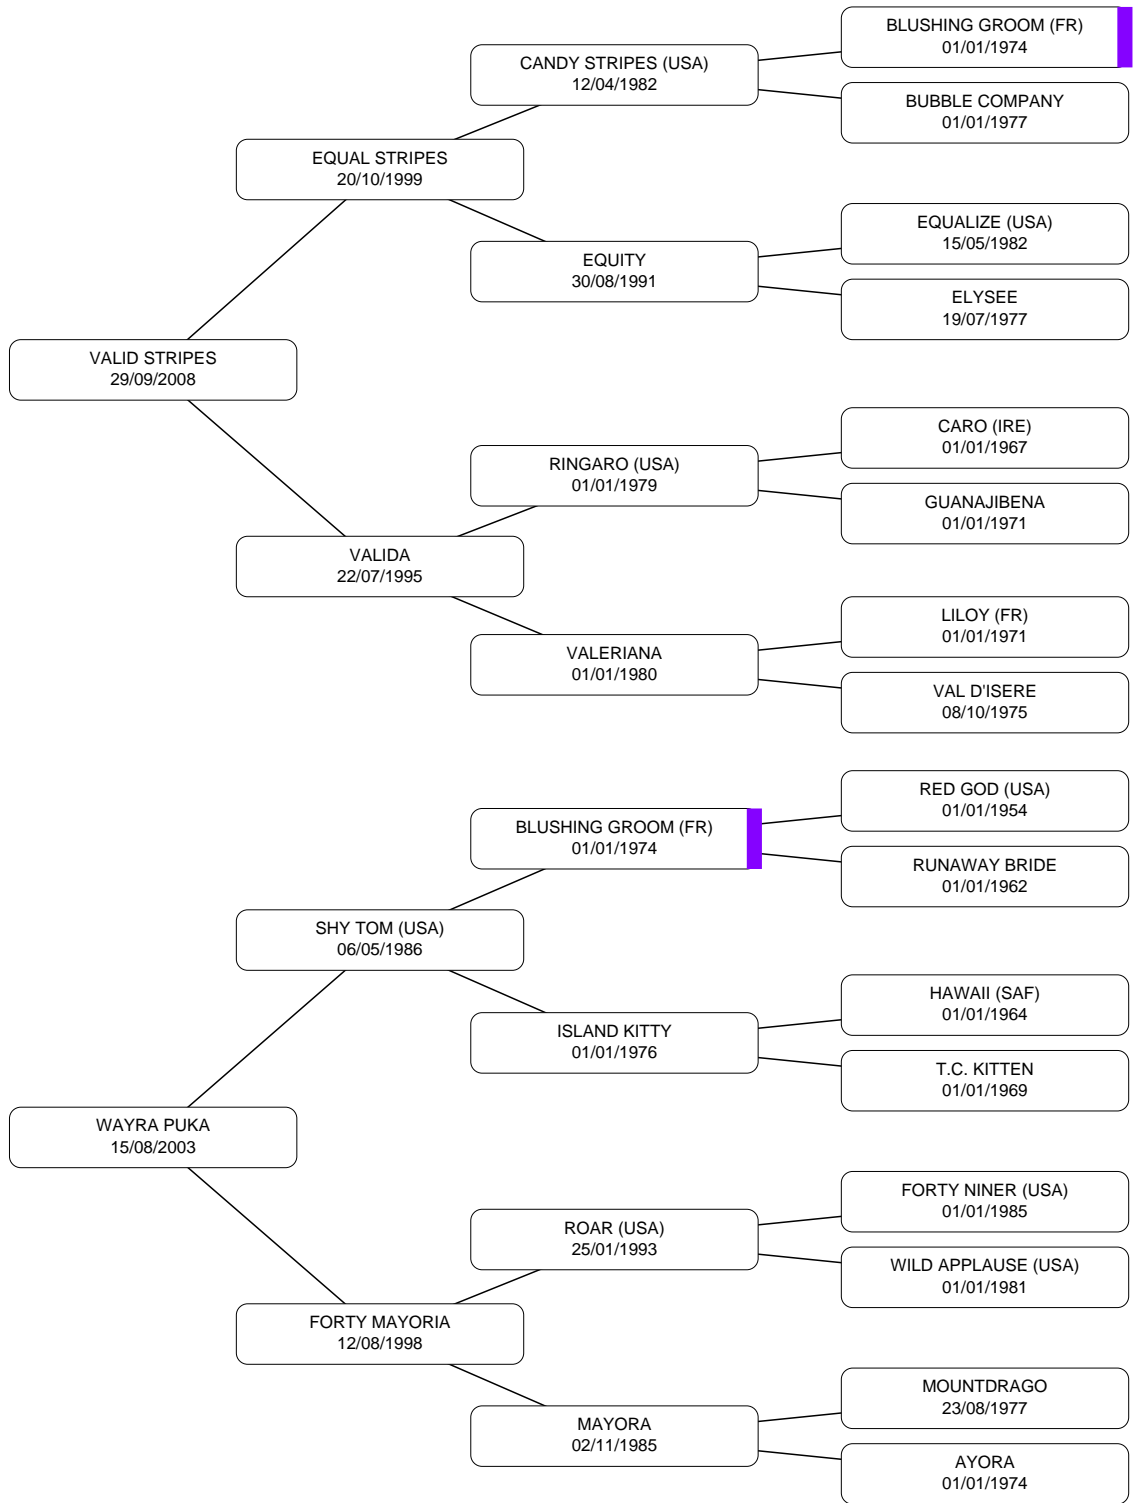 BLUSHING GROOM (FR)
01/01/1974
CANDY STRIPES (USA)
12/04/1982
BUBBLE COMPANY
01/01/1977
EQUAL STRIPES
20/10/1999
EQUALIZE (USA)
15/05/1982
EQUITY
30/08/1991
ELYSEE
19/07/1977
VALID STRIPES
29/09/2008
CARO (IRE)
01/01/1967
RINGARO (USA)
01/01/1979
GUANAJIBENA
01/01/1971
VALIDA
22/07/1995
LILOY (FR)
01/01/1971
VALERIANA
01/01/1980
VAL D'ISERE
08/10/1975
RED GOD (USA)
01/01/1954
BLUSHING GROOM (FR)
01/01/1974
RUNAWAY BRIDE
01/01/1962
SHY TOM (USA)
06/05/1986
HAWAII (SAF)
01/01/1964
ISLAND KITTY
01/01/1976
T.C. KITTEN
01/01/1969
WAYRA PUKA
15/08/2003
FORTY NINER (USA)
01/01/1985
ROAR (USA)
25/01/1993
WILD APPLAUSE (USA)
01/01/1981
FORTY MAYORIA
12/08/1998
MOUNTDRAGO
23/08/1977
MAYORA
02/11/1985
AYORA
01/01/1974